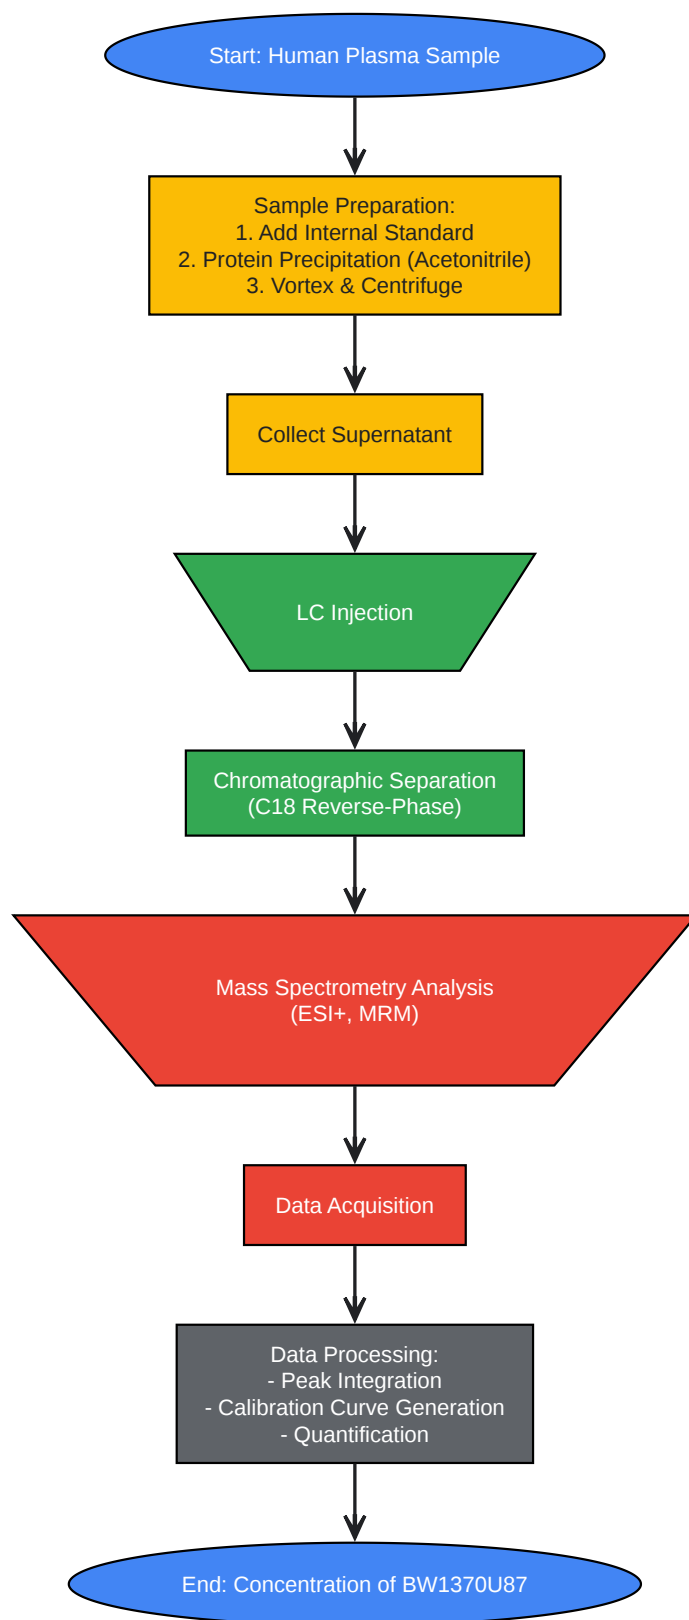 Start: Human Plasma Sample
Sample Preparation:
1. Add Internal Standard
2. Protein Precipitation (Acetonitrile)
3. Vortex & Centrifuge
Collect Supernatant
LC Injection
Chromatographic Separation
(C18 Reverse-Phase)
Mass Spectrometry Analysis
(ESI+, MRM)
Data Acquisition
Data Processing:
- Peak Integration
- Calibration Curve Generation
- Quantification
End: Concentration of BW1370U87